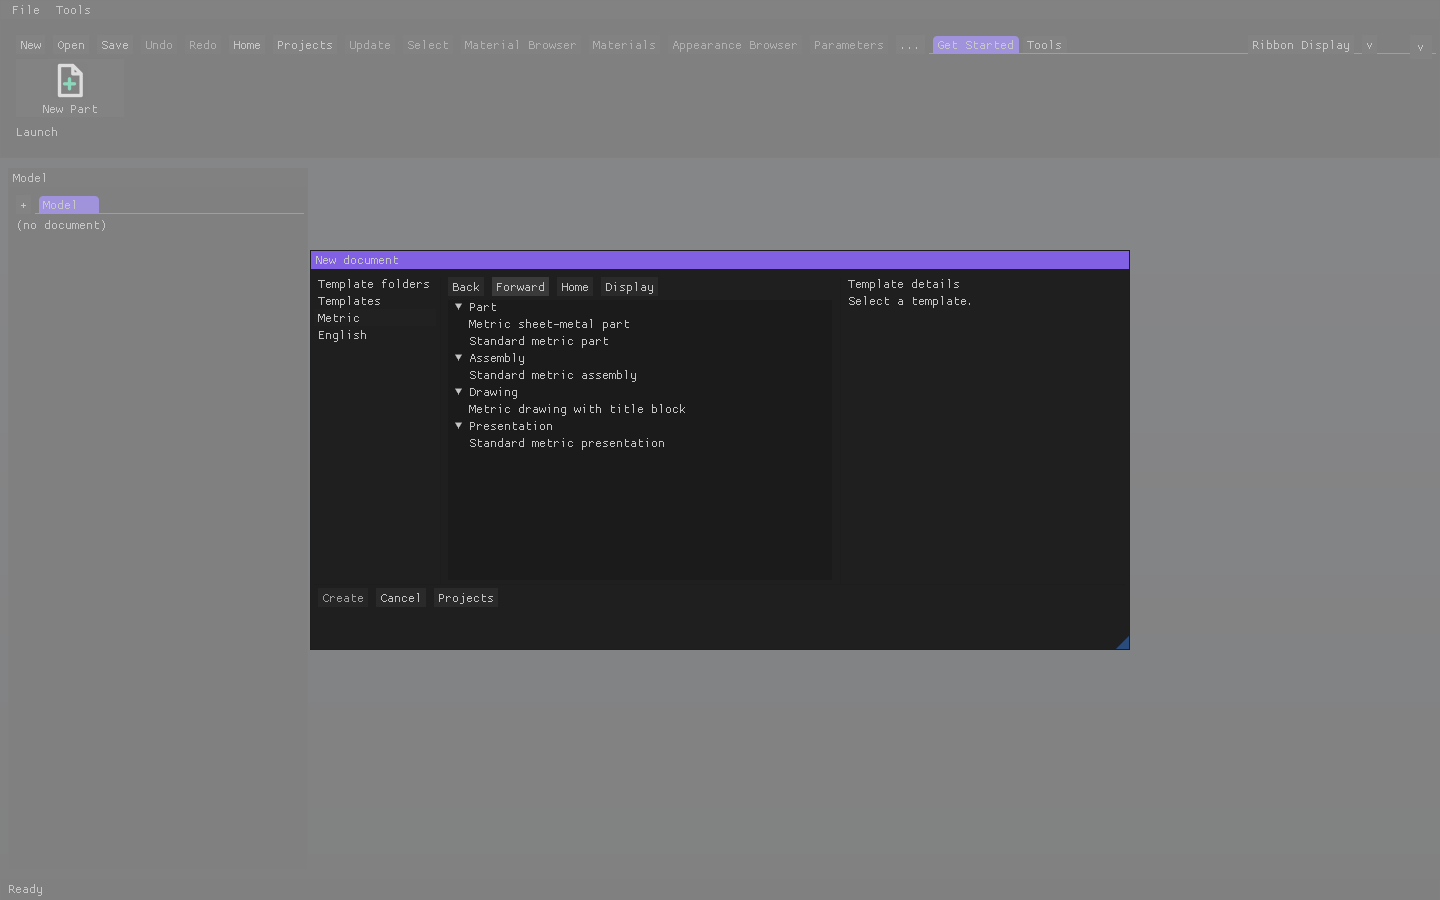 File Tools
New Open Save Undo Redo Home Projects Update Select Material Browser Materials Appearance Browser Parameters ... Get Started Tools Ribbon Display v v
New Part
Launch
Model
+ Model
(no document)
New document
Template folders
Templates
Metric
English
Back Forward Home Display
Part
Metric sheet-metal part
Standard metric part
Assembly
Standard metric assembly
Drawing
Metric drawing with title block
Presentation
Standard metric presentation
Template details
Select a template.
Create Cancel Projects
Ready